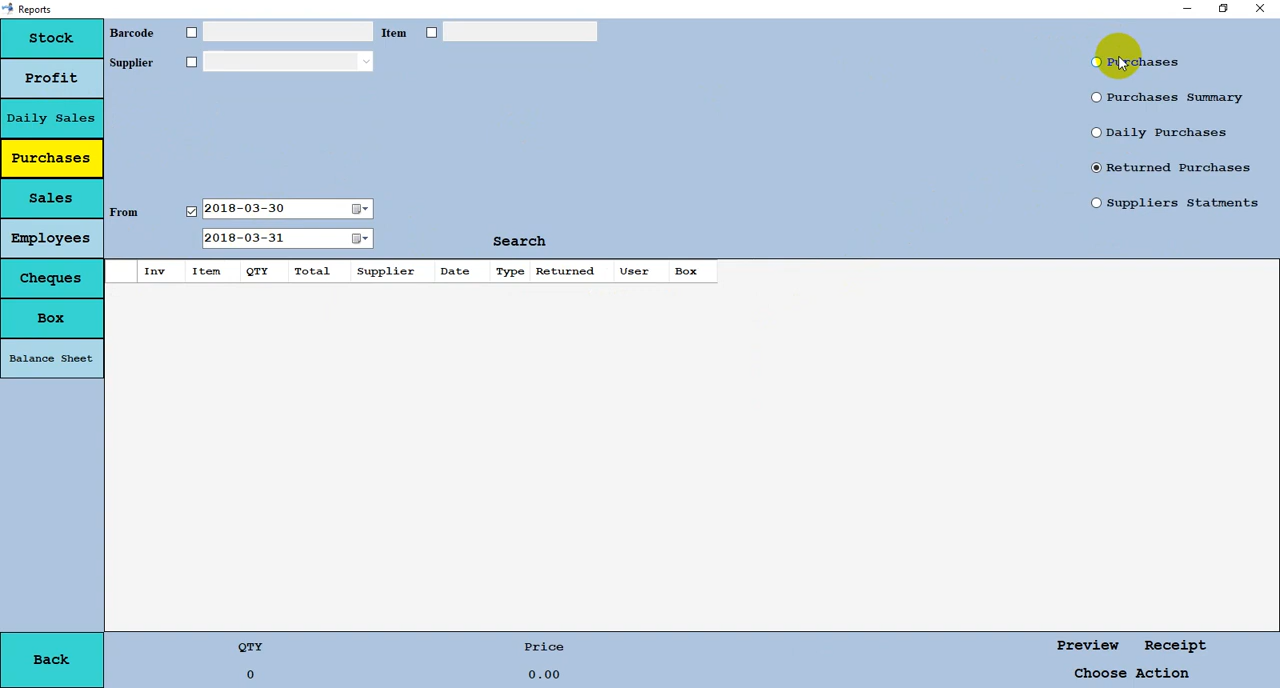 Reports
Stock
Profit
Daily Sales
Purchases
Sales
Employees
Cheques
Box
Balance Sheet
Back
Barcode
Item
Supplier
From
2018-03-30
2018-03-31
Search
Purchases
Purchases Summary
Daily Purchases
Returned Purchases
Suppliers Statments
Inv Item QTY Total Supplier Date Type Returned User Box
QTY Price
0 0.00
Preview Receipt
Choose Action